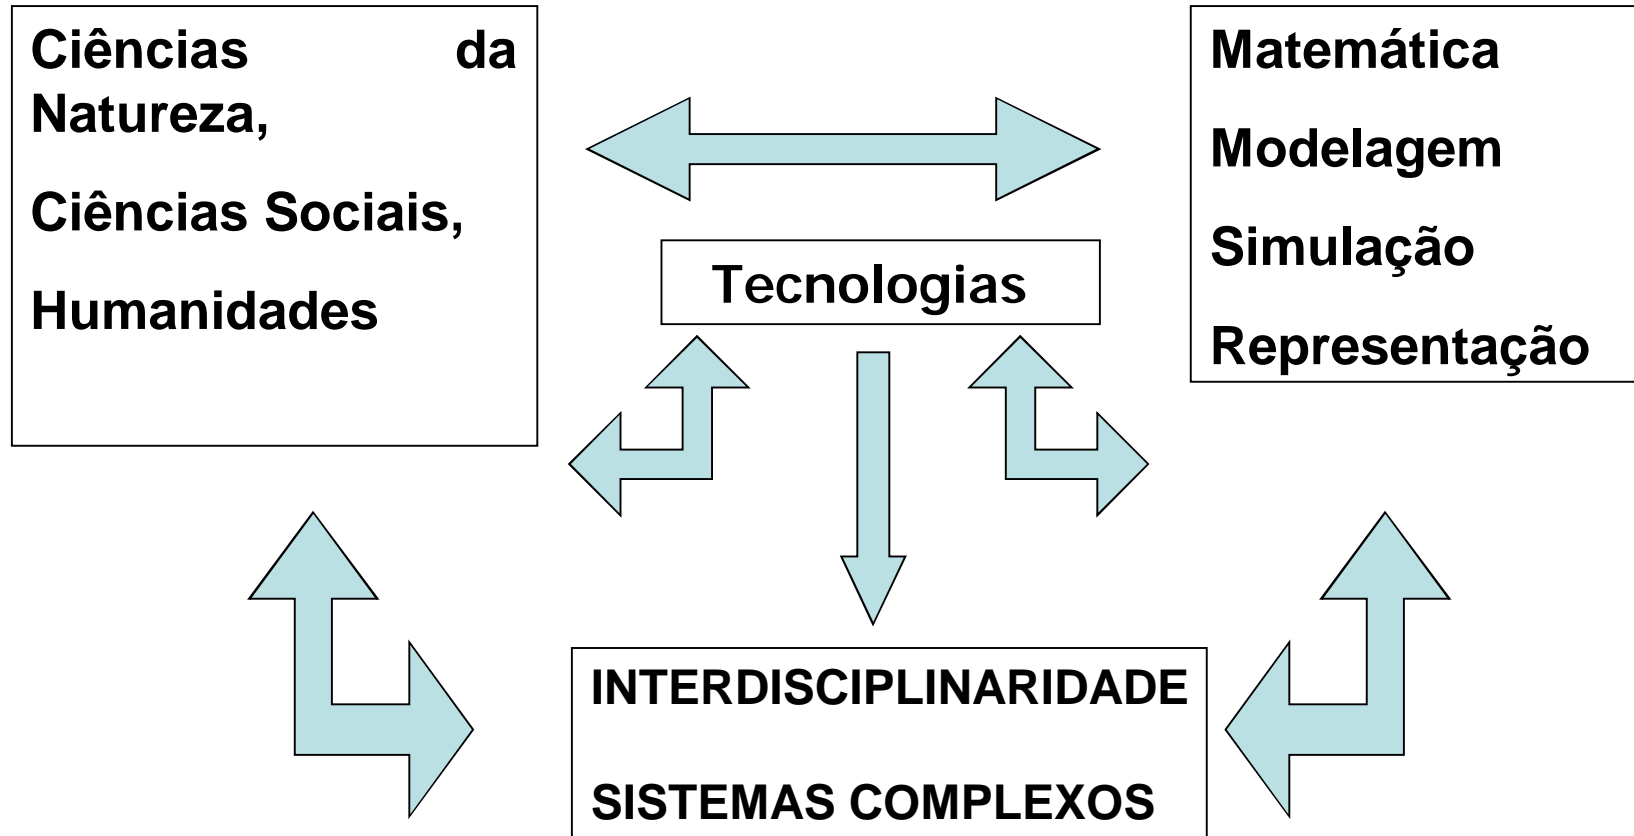 Ciências da
Natureza,
Ciências Sociais,
Humanidades
Tecnologias
Matemática
Modelagem
Simulação
Representação
INTERDISCIPLINARIDADE
SISTEMAS COMPLEXOS